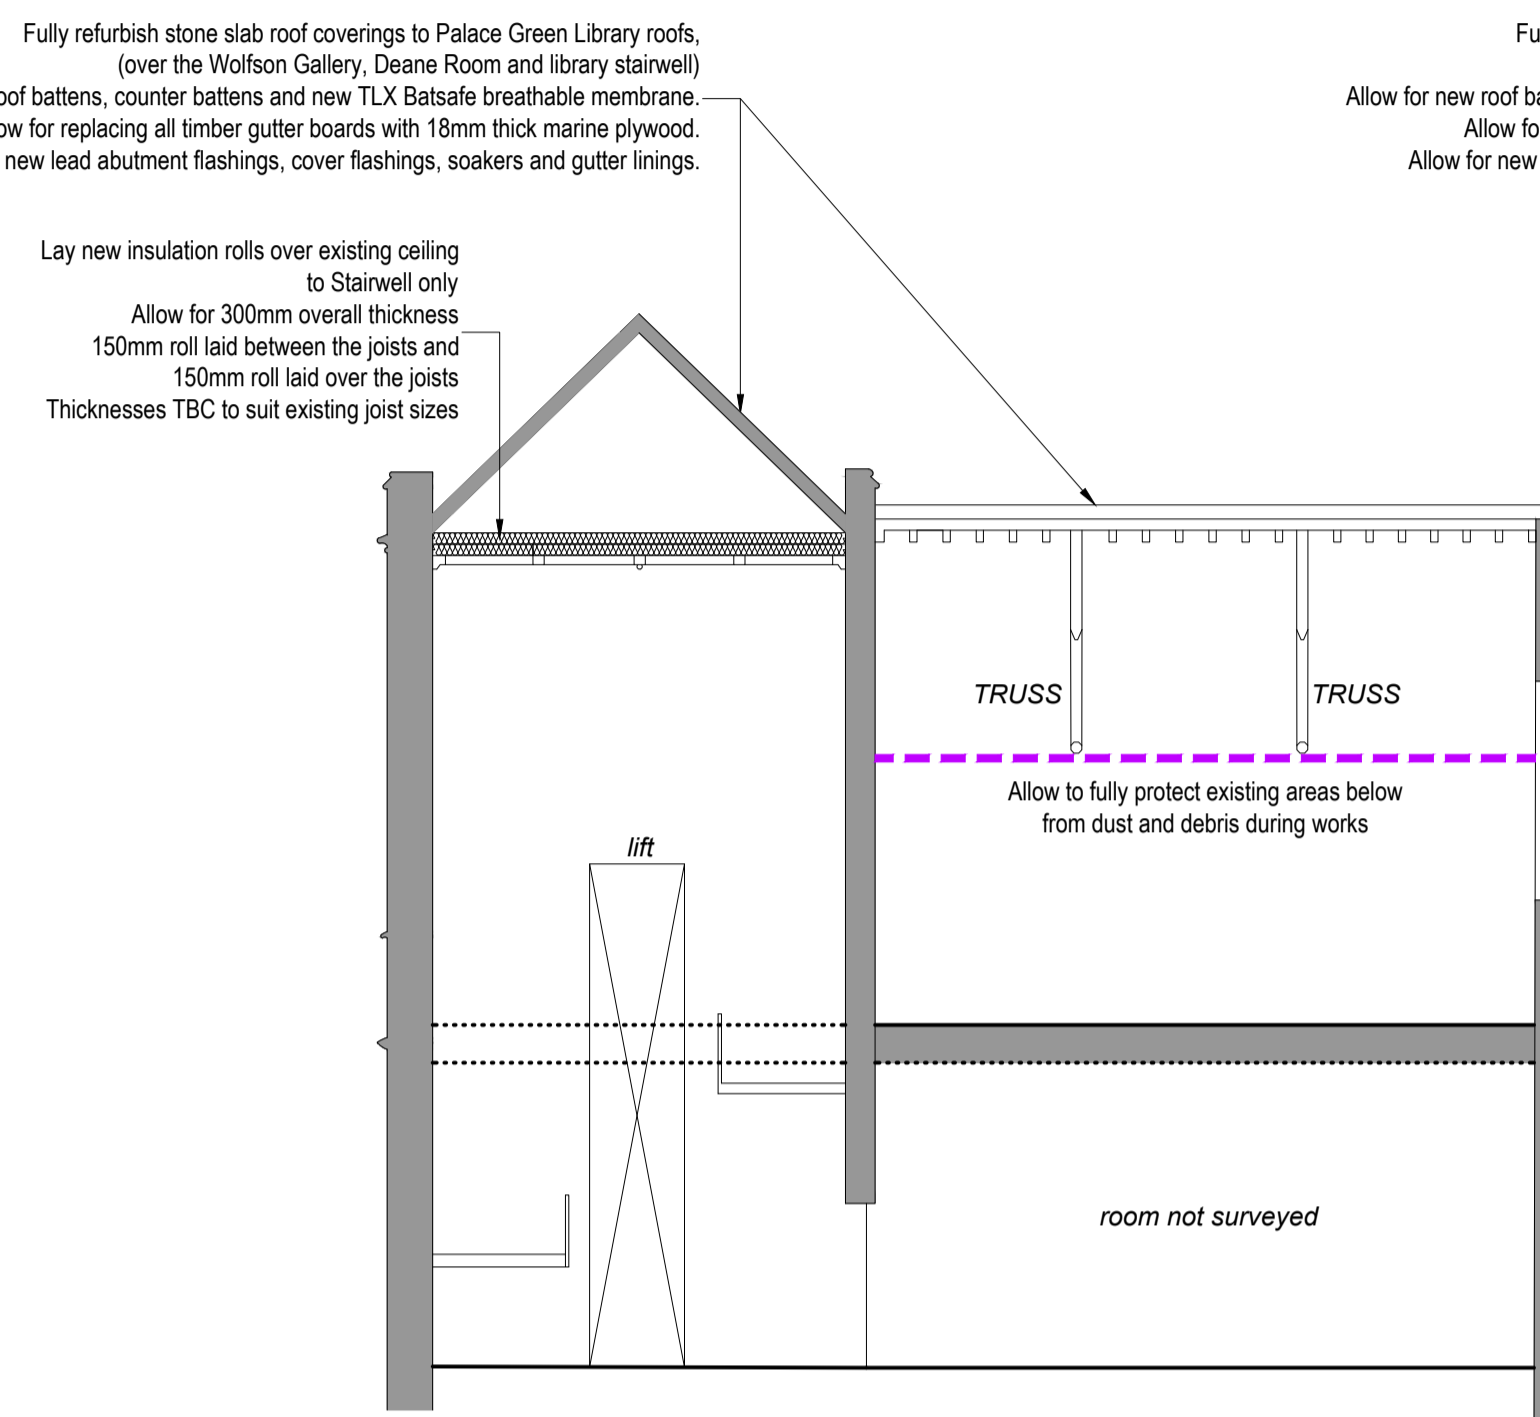 Fully refurbish stone slab roof coverings to Palace Green Library roofs,
(over the Wolfson Gallery, Deane Room and library stairwell)
battens, counter battens and new TLX Batsafe breathable membrane.
for replacing all timber gutter boards with 18mm thick marine plywood.
new lead abutment flashings, cover flashings, soakers and gutter linings.
Allow for new roof
Allow
Allow for new
Lay new insulation rolls over existing ceiling
to Stairwell only
Allow for 300mm overall thickness
150mm roll laid between the joists and
150mm roll laid over the joists
Thicknesses TBC to suit existing joist sizes
TRUSS
TRUSS
Allow to fully protect existing areas below
from dust and debris during works
lift
room not surveyed